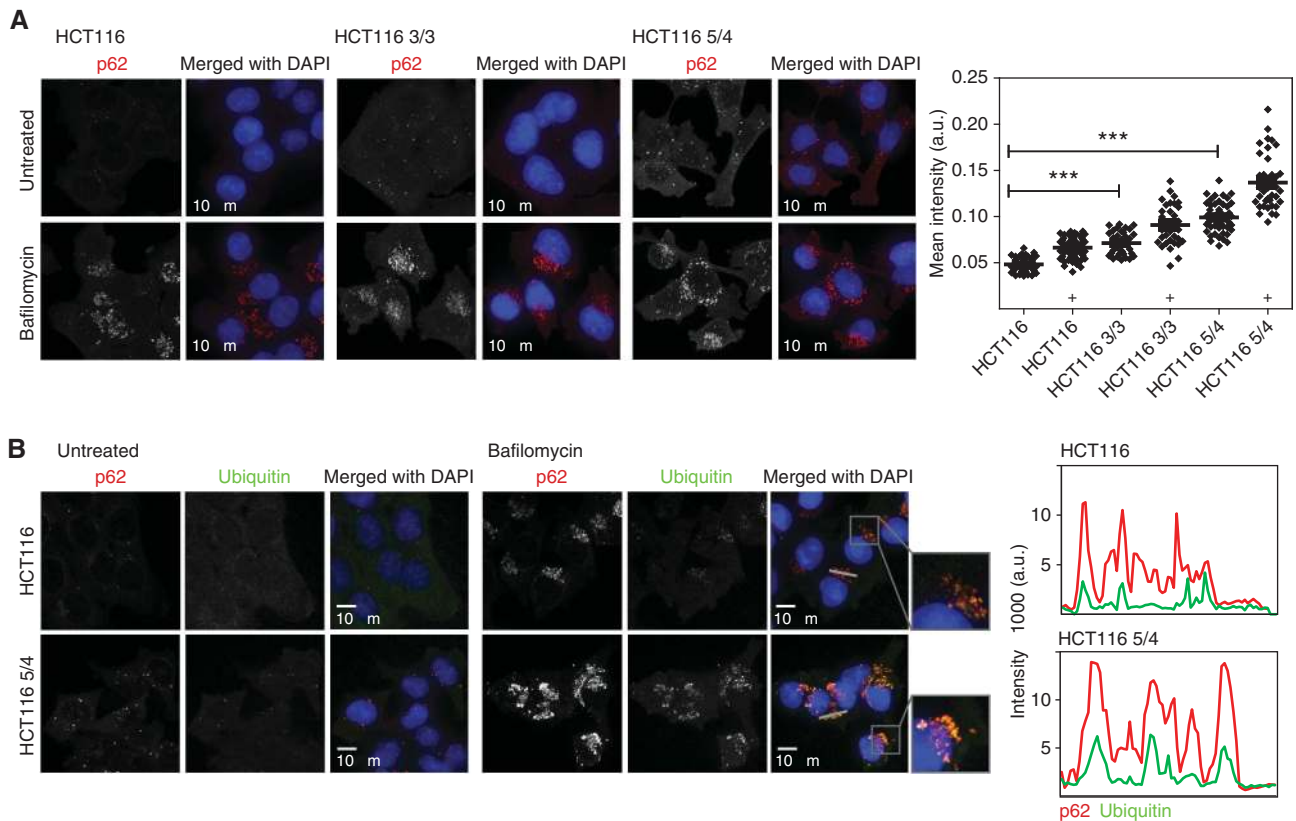 A
HCT116 HCT116 3/3 HCT116 5/4
p62 Merged with DAPI p62 Merged with DAPI p62 Merged with DAPI
Untreated
10 m 10 m 10 m
Bafilomycin
10 m 10 m 10 m
Mean intensity (a.u.)
0.25
0.20
0.15
0.10
0.05
***
***
+ + +
HCT116 HCT116 HCT116 3/3 HCT116 3/3 HCT116 5/4 HCT116 5/4
B
Untreated Bafilomycin
p62 Ubiquitin Merged with DAPI p62 Ubiquitin Merged with DAPI
HCT116
10 m 10 m
HCT116 5/4
10 m 10 m
HCT116
1000 (a.u.)
10
5
HCT116 5/4
Intensity
10
5
p62 Ubiquitin